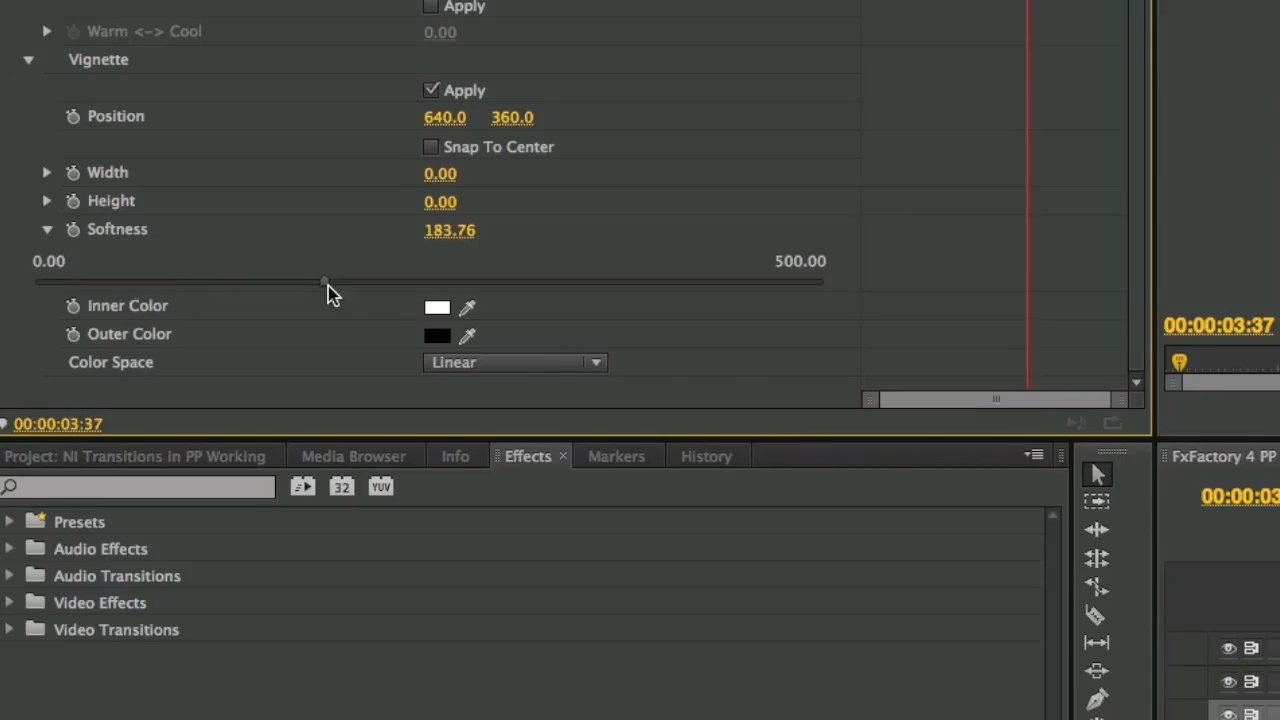 Apply
Warm <-> Cool 0.00
Vignette
Apply
Position 640.0 360.0
Snap To Center
Width 0.00
Height 0.00
Softness 183.76
0.00 500.00
Inner Color
Outer Color
Color Space Linear
00:00:03:37
00:00:03:37
Project: NI Transitions in PP Working Media Browser Info Effects × Markers History
FxFactory 4 PP
32 YUV
00:00:03
Presets
Audio Effects
Audio Transitions
Video Effects
Video Transitions